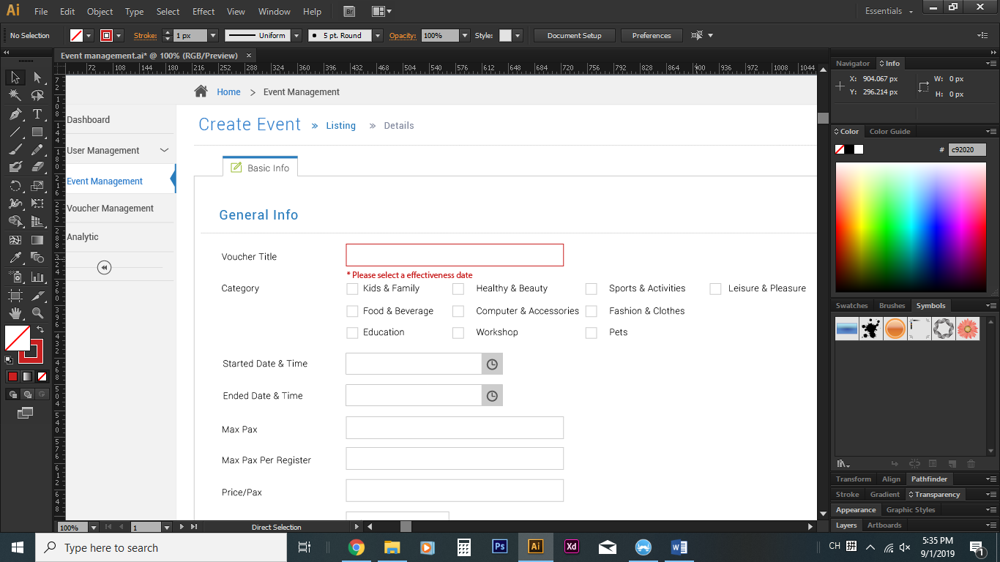 Ai File Edit Object Type Select Effect View Window Help Br Essentials
No Selection Stroke: 1 px Uniform 5 pt. Round Opacity: 100% Style: Document Setup Preferences
Event management.ai* @ 100% (RGB/Preview) ×
72 108 144 180 216 252 288 324 360 396 432 468 504 540 576 612 648 684 720 756 792 828 864 900 936 972 1008 1044
Navigator Info
X: 904.067 px W: 0 px
Y: 296.214 px H: 0 px
Home > Event Management
Dashboard
Create Event » Listing » Details
Color Color Guide
# c92020
User Management
Basic Info
Event Management
Voucher Management
General Info
Analytic
Voucher Title
* Please select a effectiveness date
Category
Kids & Family Healthy & Beauty Sports & Activities Leisure & Pleasure
Food & Beverage Computer & Accessories Fashion & Clothes
Education Workshop Pets
Swatches Brushes Symbols
Started Date & Time
Ended Date & Time
Max Pax
Max Pax Per Register
Price/Pax
Transform Align Pathfinder
Stroke Gradient Transparency
Appearance Graphic Styles
Layers Artboards
100% 1 Direct Selection
Type here to search
Ps Ai Xd
CH 拼
5:35 PM
9/1/2019
1